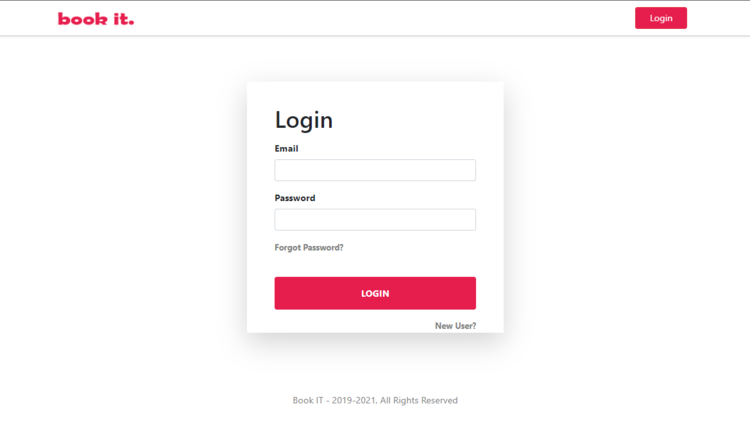 book it.
Login
Login
Email
Password
Forgot Password?
LOGIN
New User?
Book IT - 2019-2021, All Rights Reserved